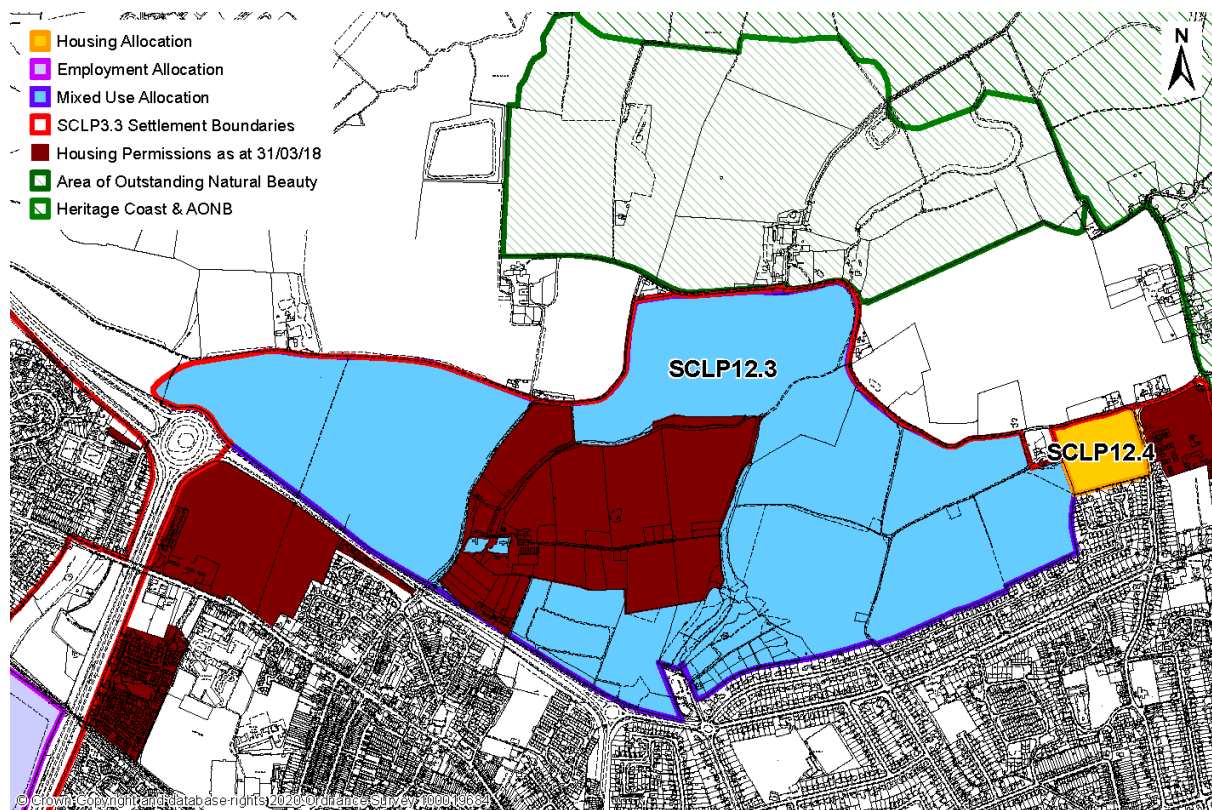 Housing Allocation
Employment Allocation
Mixed Use Allocation
SCLP3.3 Settlement Boundaries
Housing Permissions as at 31/03/18
Area of Outstanding Natural Beauty
Heritage Coast & AONB
N
SCLP12.3
SCLP12.4
© Crown Copyright and database rights 2020 Ordnance Survey 100019684